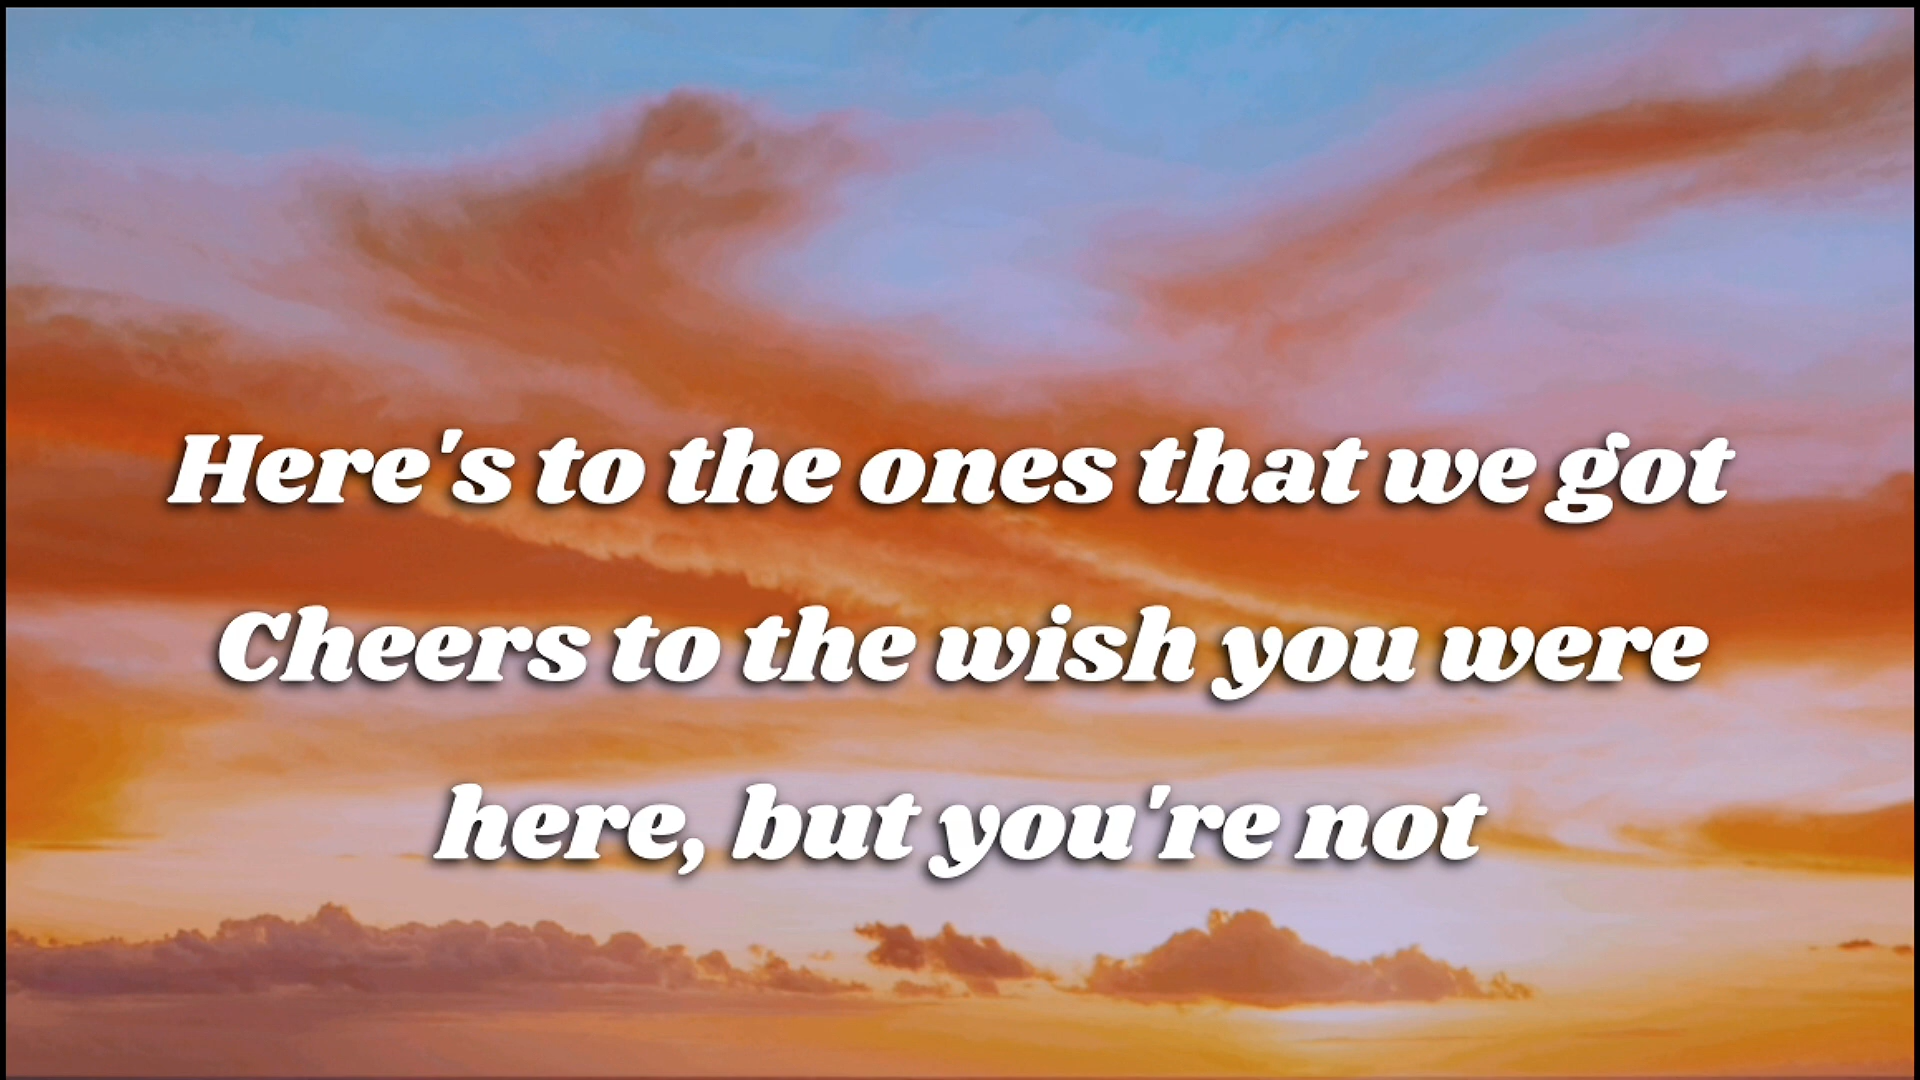 Here's to the ones that we got
Cheers to the wish you were
here, but you're not